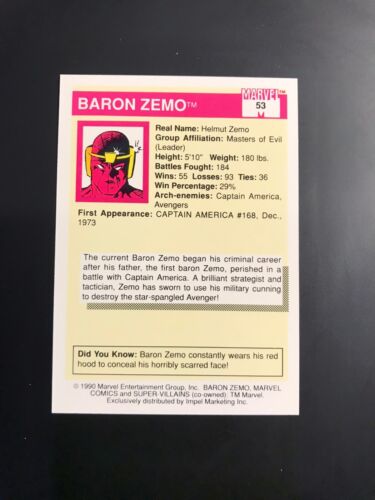 BARON ZEMO™
MARVEL™
53
Real Name: Helmut Zemo
Group Affiliation: Masters of Evil
(Leader)
Height: 5'10" Weight: 180 lbs.
Battles Fought: 184
Wins: 55 Losses: 93 Ties: 36
Win Percentage: 29%
Arch-enemies: Captain America,
Avengers
First Appearance: CAPTAIN AMERICA #168, Dec.,
1973
The current Baron Zemo began his criminal career
after his father, the first baron Zemo, perished in a
battle with Captain America. A brilliant strategist and
tactician, Zemo has sworn to use his military cunning
to destroy the star-spangled Avenger!
Did You Know: Baron Zemo constantly wears his red
hood to conceal his horribly scarred face!
© 1990 Marvel Entertainment Group, Inc. BARON ZEMO, MARVEL
COMICS and SUPER-VILLAINS (co-owned): TM Marvel.
Exclusively distributed by Impel Marketing Inc.